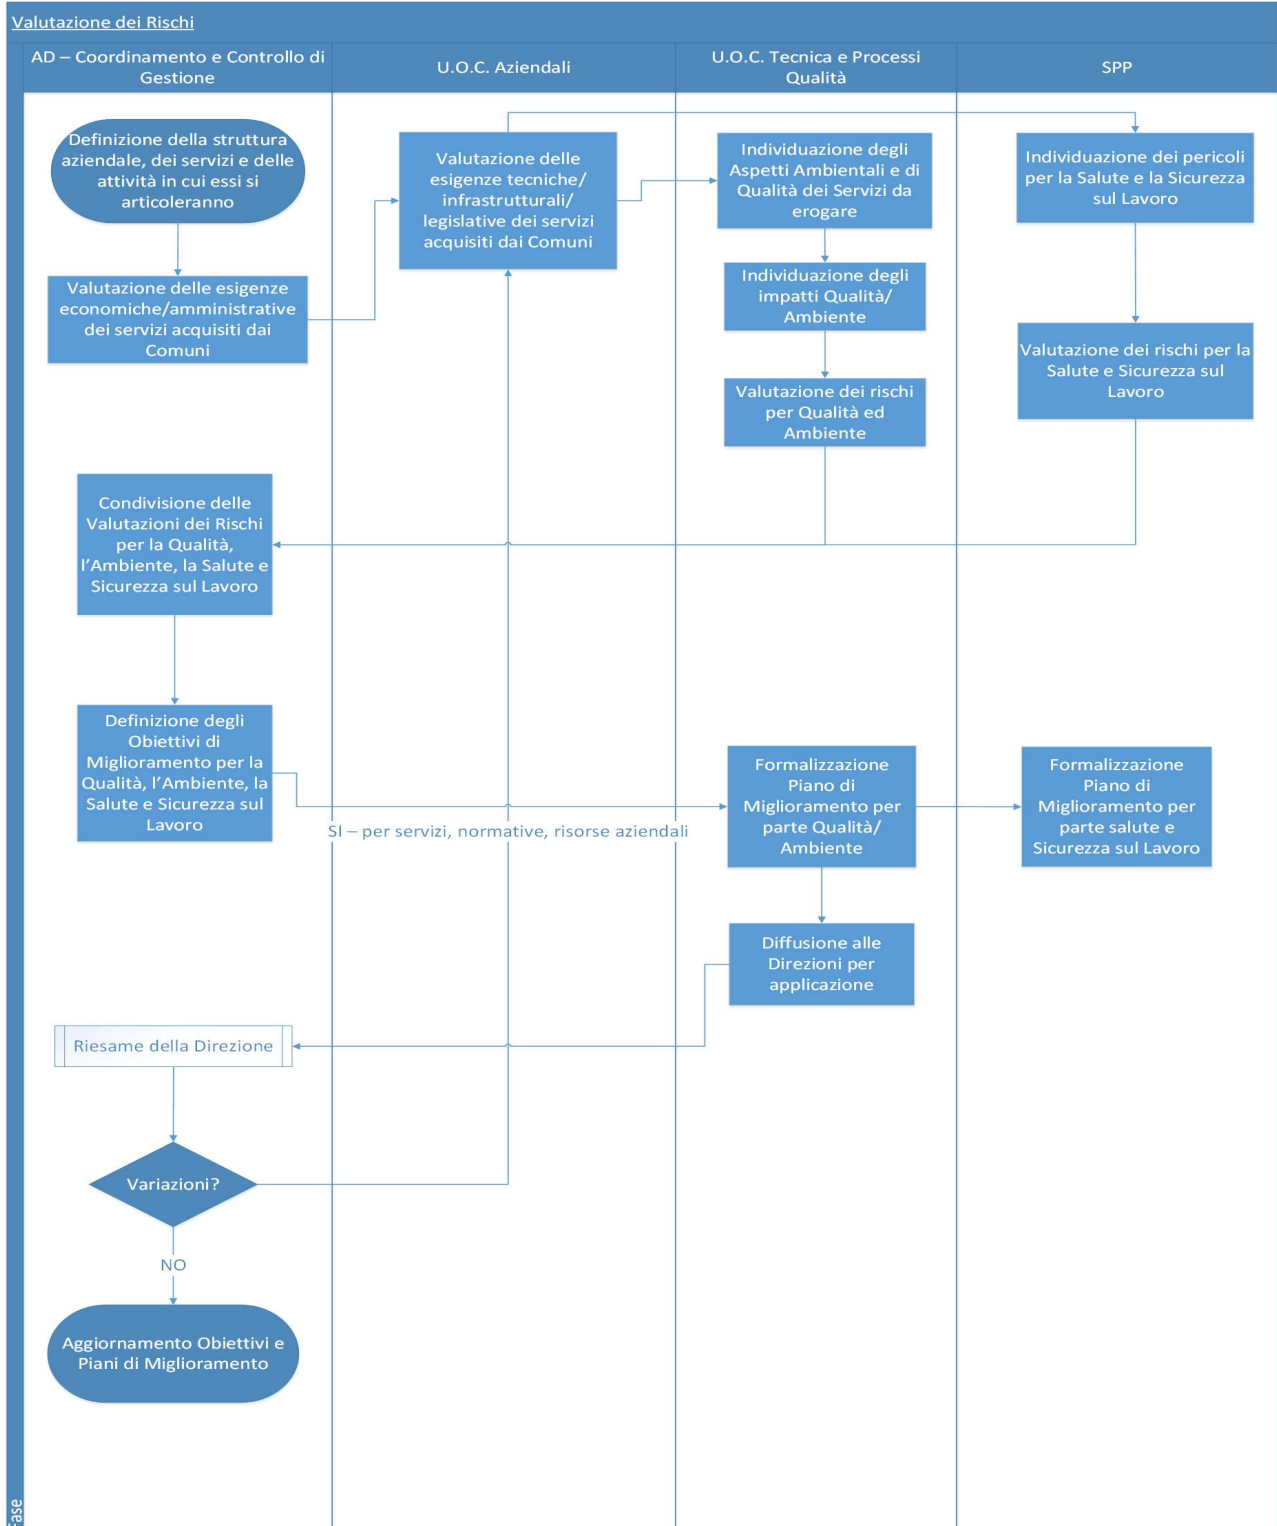 Valutazione dei Rischi
AD – Coordinamento e Controllo di
Gestione
U.O.C. Aziendali
U.O.C. Tecnica e Processi
Qualità
SPP
Definizione della struttura
aziendale, dei servizi e delle
attività in cui essi si
articoleranno
Valutazione delle esigenze
economiche/amministrative
dei servizi acquisiti dai
Comuni
Valutazione delle
esigenze tecniche/
infrastrutturali/
legislative dei servizi
acquisiti dai Comuni
Individuazione degli
Aspetti Ambientali e di
Qualità dei Servizi da
erogare
Individuazione degli
impatti Qualità/
Ambiente
Valutazione dei rischi
per Qualità ed
Ambiente
Individuazione dei pericoli
per la Salute e la Sicurezza
sul Lavoro
Valutazione dei rischi per la
Salute e Sicurezza sul
Lavoro
Condivisione delle
Valutazioni dei Rischi
per la Qualità,
l’Ambiente, la Salute e
Sicurezza sul Lavoro
Definizione degli
Obiettivi di
Miglioramento per la
Qualità, l’Ambiente, la
Salute e Sicurezza sul
Lavoro
SI – per servizi, normative, risorse aziendali
Formalizzazione
Piano di
Miglioramento per
parte Qualità/
Ambiente
Formalizzazione
Piano di
Miglioramento per
parte salute e
Sicurezza sul Lavoro
Diffusione alle
Direzioni per
applicazione
Riesame della Direzione
Variazioni?
NO
Aggiornamento Obiettivi e
Piani di Miglioramento
Fase